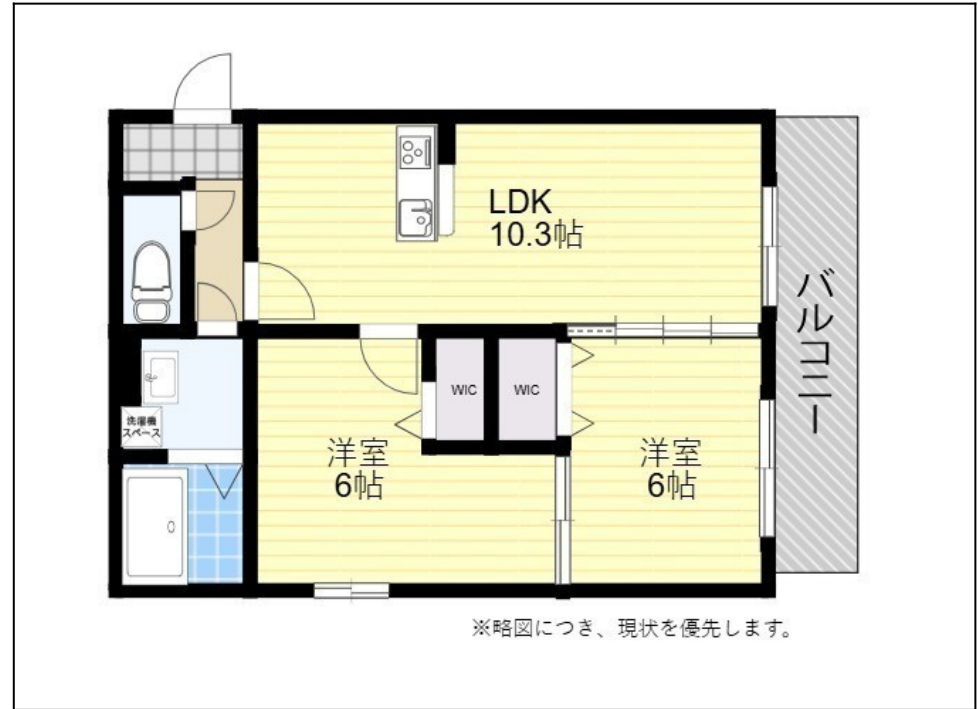 LDK
10.3帖
バルコニー
WIC
WIC
洗濯機
スペース
洋室
6帖
洋室
6帖
※略図につき、現状を優先します。